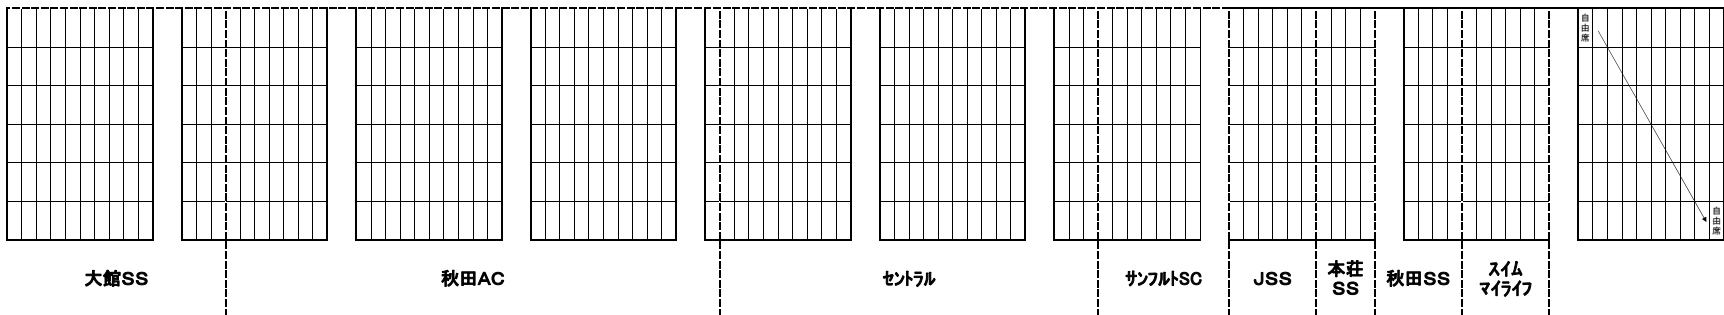 自由席
自由席
大館SS
秋田AC
セントラル
サンフルトSC
JSS
本荘
SS
秋田SS
スイム
マイライフ